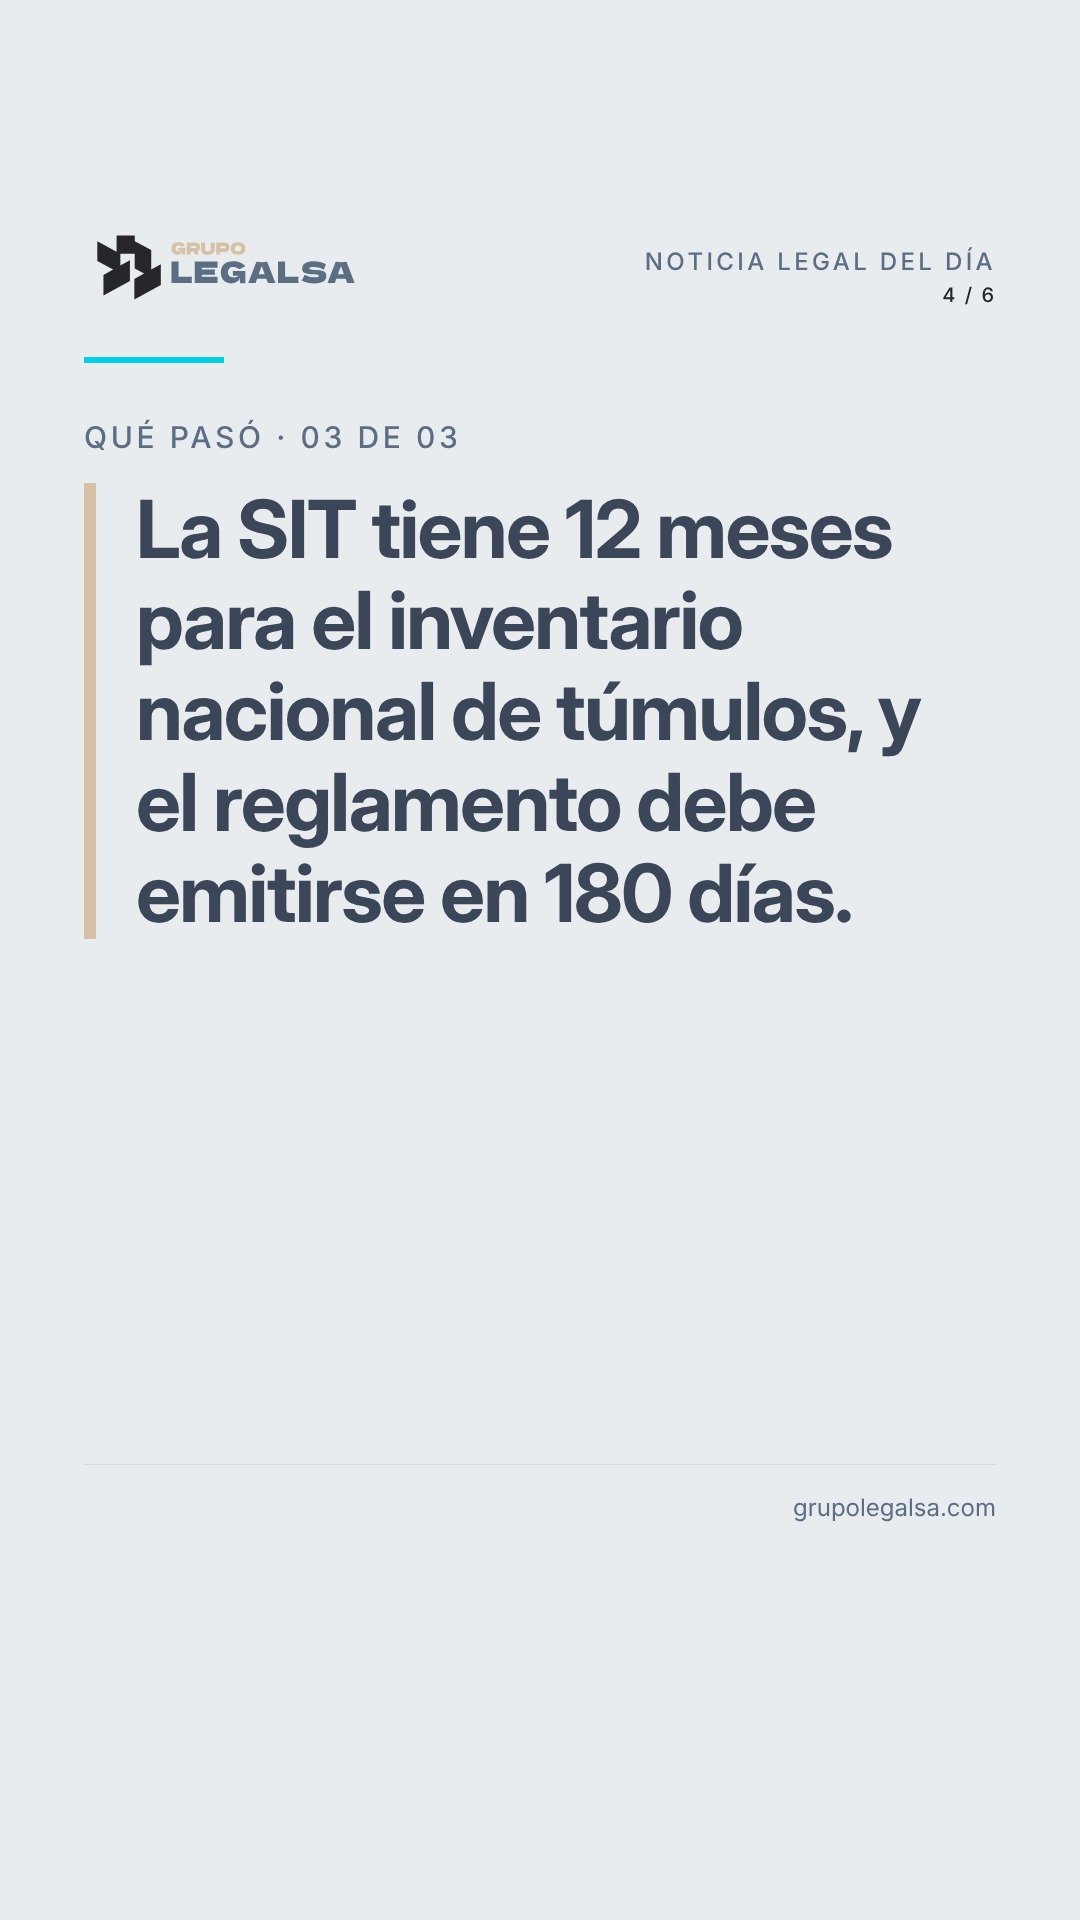 GRUPO
LEGALSA
NOTICIA LEGAL DEL DÍA
4 / 6
QUÉ PASÓ · 03 DE 03
La SIT tiene 12 meses
para el inventario
nacional de túmulos, y
el reglamento debe
emitirse en 180 días.
grupolegalsa.com